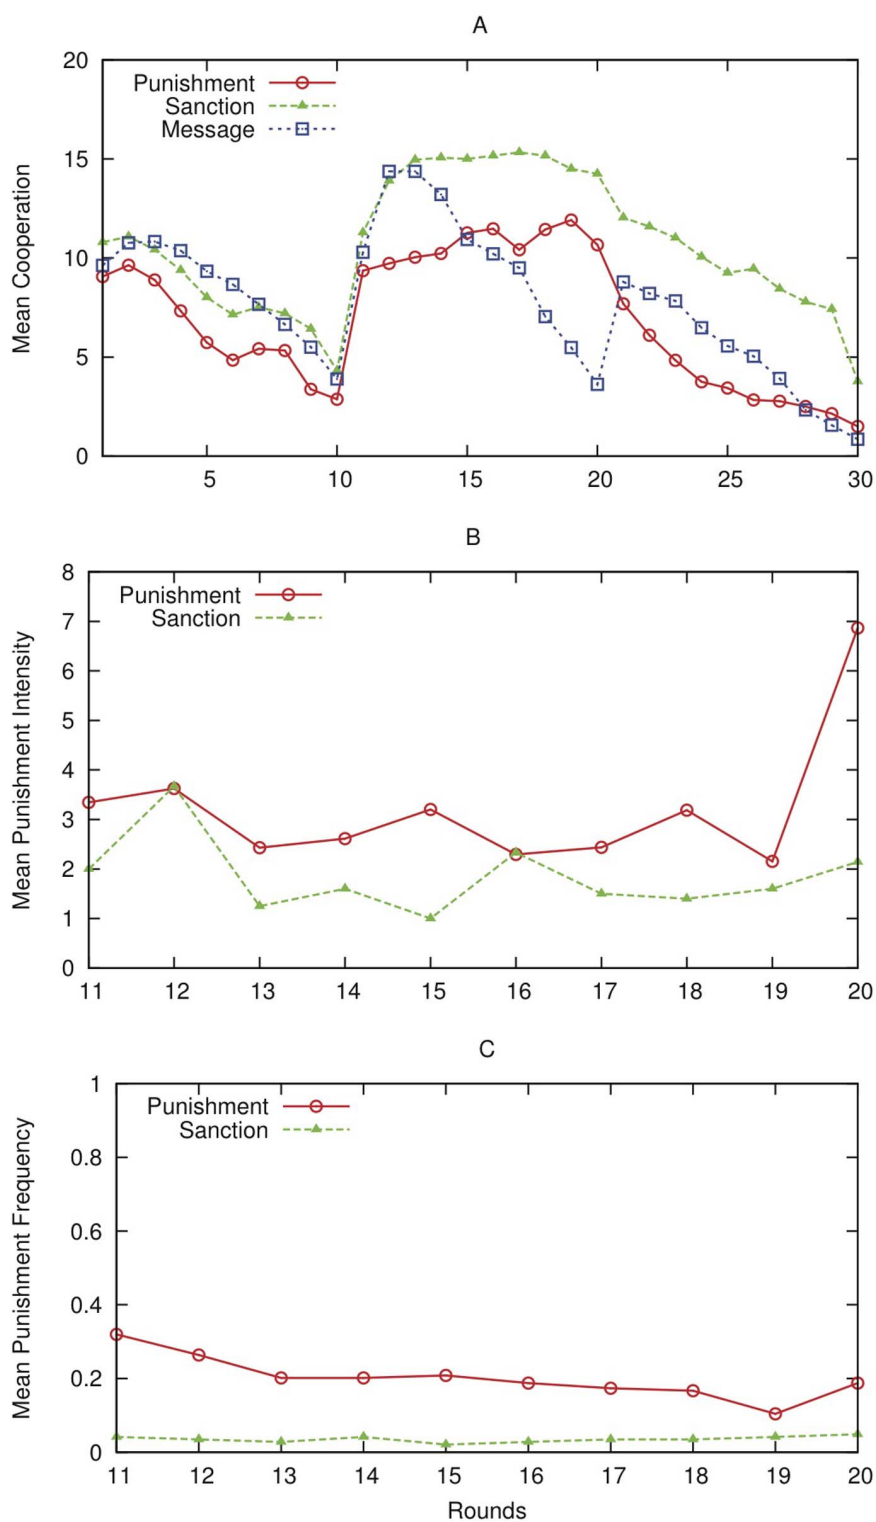 A
Mean Cooperation
20
15
10
5
0
Punishment
Sanction
Message
5 10 15 20 25 30
B
Mean Punishment Intensity
8
7
6
5
4
3
2
1
0
Punishment
Sanction
11 12 13 14 15 16 17 18 19 20
C
Mean Punishment Frequency
1
0.8
0.6
0.4
0.2
0
Punishment
Sanction
11 12 13 14 15 16 17 18 19 20
Rounds